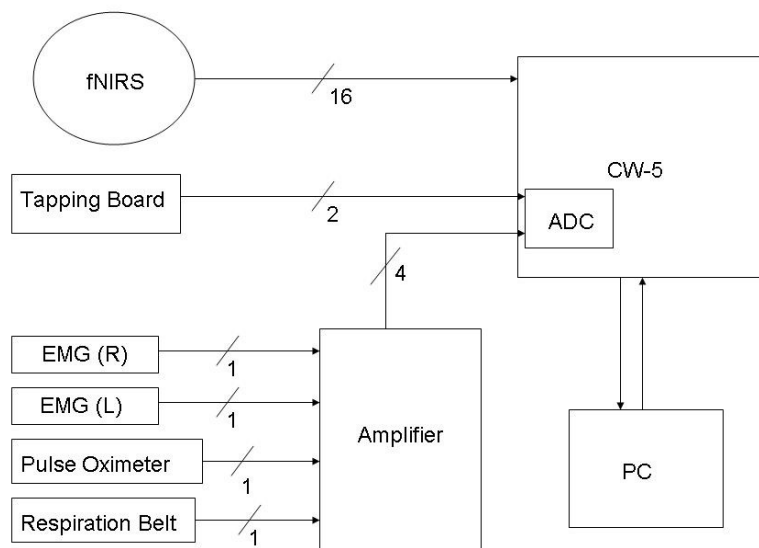 fNIRS
16
CW-5
Tapping Board
2
ADC
4
EMG (R)
1
EMG (L)
1
Amplifier
Pulse Oximeter
1
PC
Respiration Belt
1